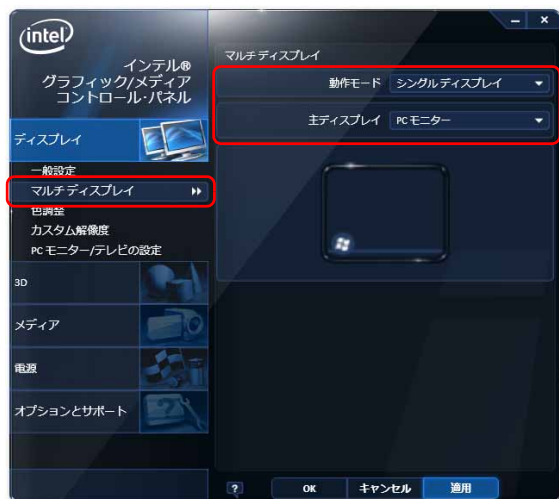 intel
インテル®
グラフィック/メディア
コントロール・パネル
ディスプレイ
一般設定
マルチ ディスプレイ
色調整
カスタム解像度
PC モニター/テレビの設定
3D
メディア
電源
オプションとサポート
マルチ ディスプレイ
動作モード シングル ディスプレイ
主ディスプレイ PC モニター
? OK キャンセル 適用